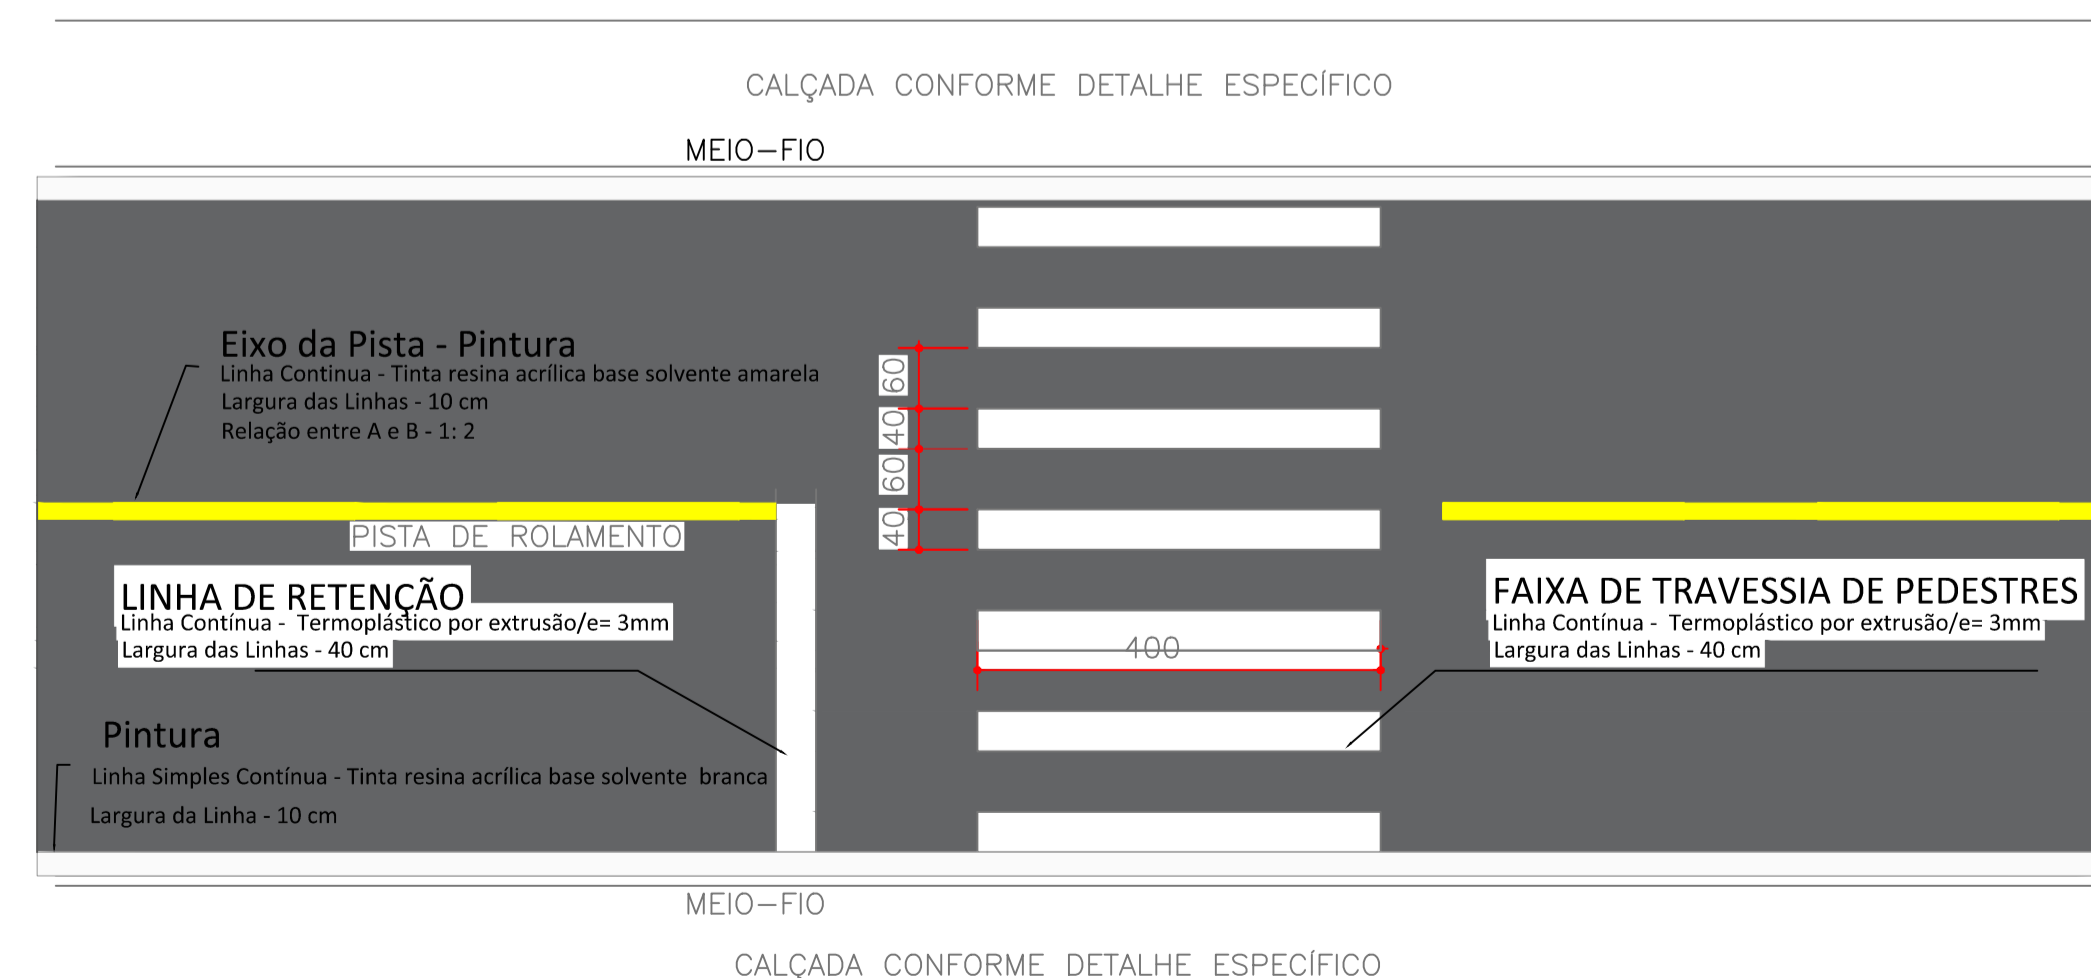 CALÇADA CONFORME DETALHE ESPECÍFICO
MEIO-FIO
Eixo da Pista - Pintura
Linha Continua - Tinta resina acrílica base solvente amarela
Largura das Linhas - 10 cm
Relação entre A e B - 1: 2
60
40
60
40
PISTA DE ROLAMENTO
LINHA DE RETENÇÃO
Linha Contínua - Termoplástico por extrusão/e= 3mm
Largura das Linhas - 40 cm
400
FAIXA DE TRAVESSIA DE PEDESTRES
Linha Contínua - Termoplástico por extrusão/e= 3mm
Largura das Linhas - 40 cm
Pintura
Linha Simples Contínua - Tinta resina acrílica base solvente branca
Largura da Linha - 10 cm
MEIO-FIO
CALÇADA CONFORME DETALHE ESPECÍFICO